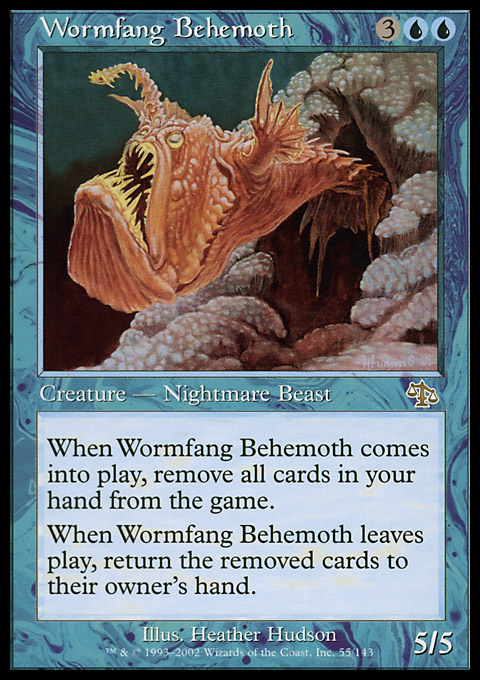 Wormfang Behemoth 3
Creature — Nightmare Beast
When Wormfang Behemoth comes
into play, remove all cards in your
hand from the game.
When Wormfang Behemoth leaves
play, return the removed cards to
their owner's hand.
Illus. Heather Hudson
5/5
™ & © 1993-2002 Wizards of the Coast, Inc. 55/143